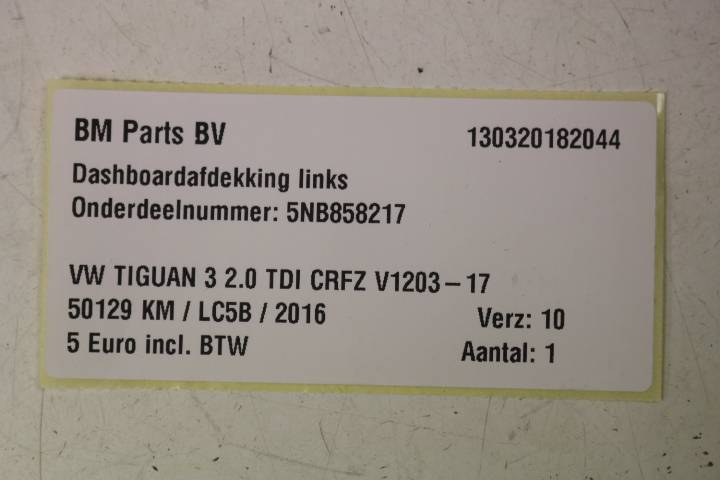 BM Parts BV 130320182044
Dashboardafdekking links
Onderdeelnummer: 5NB858217
VW TIGUAN 3 2.0 TDI CRFZ V1203-17
50129 KM / LC5B / 2016 Verz: 10
5 Euro incl. BTW Aantal: 1